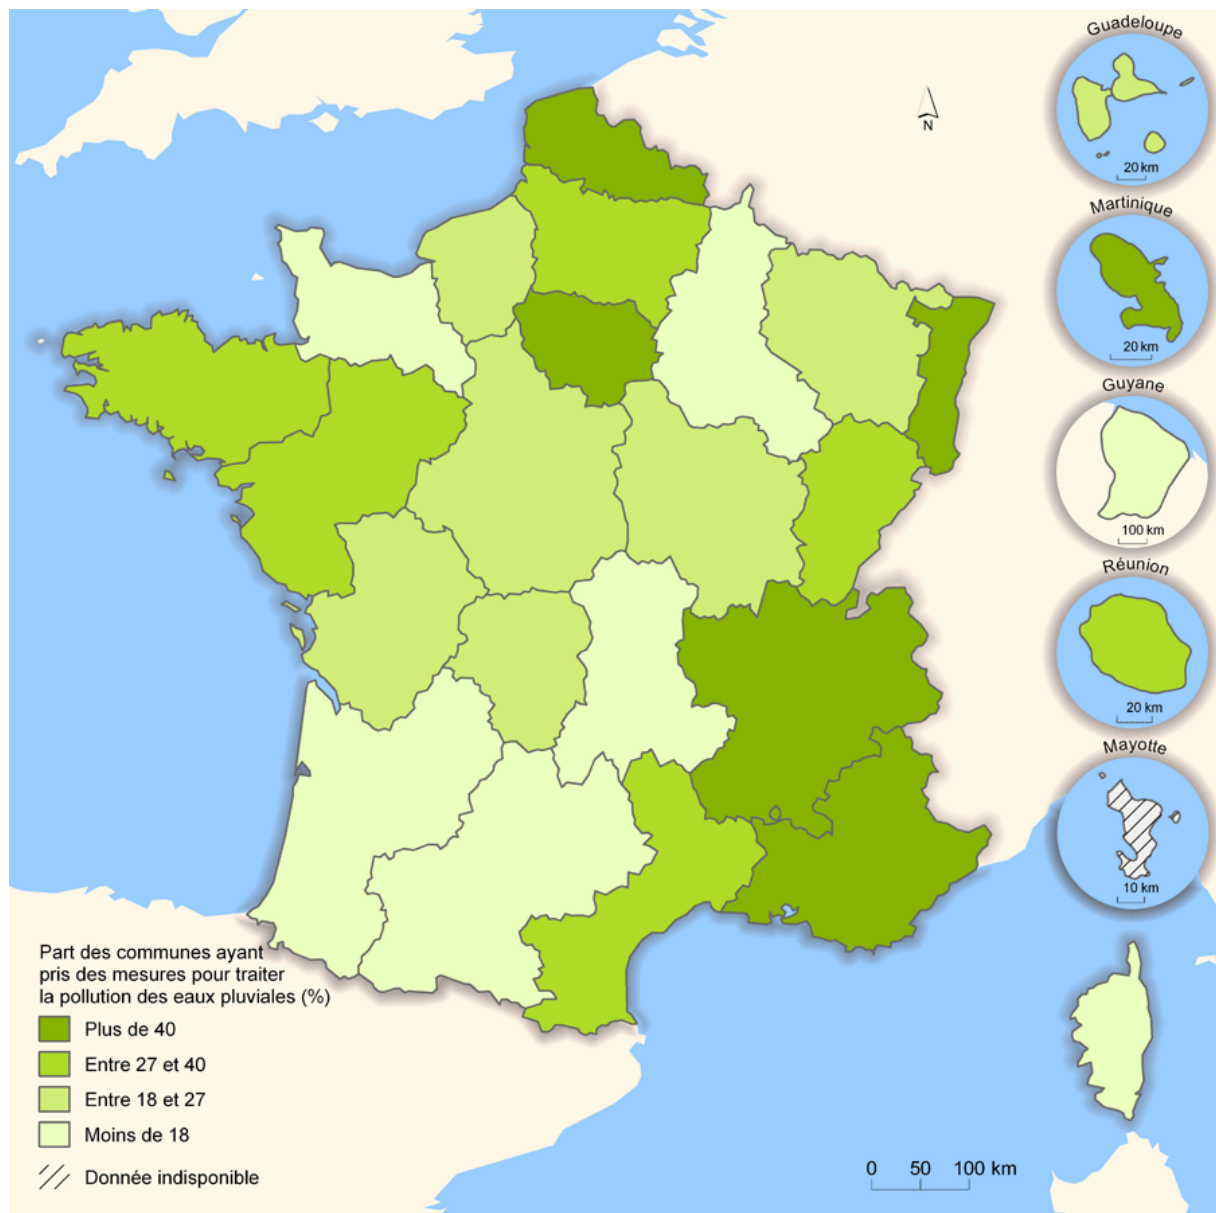 Guadeloupe
20 km
N
Martinique
20 km
Guyane
100 km
Réunion
20 km
Mayotte
10 km
Part des communes ayant
pris des mesures pour traiter
la pollution des eaux pluviales (%)
Plus de 40
Entre 27 et 40
Entre 18 et 27
Moins de 18
Donnée indisponible
0 50 100 km